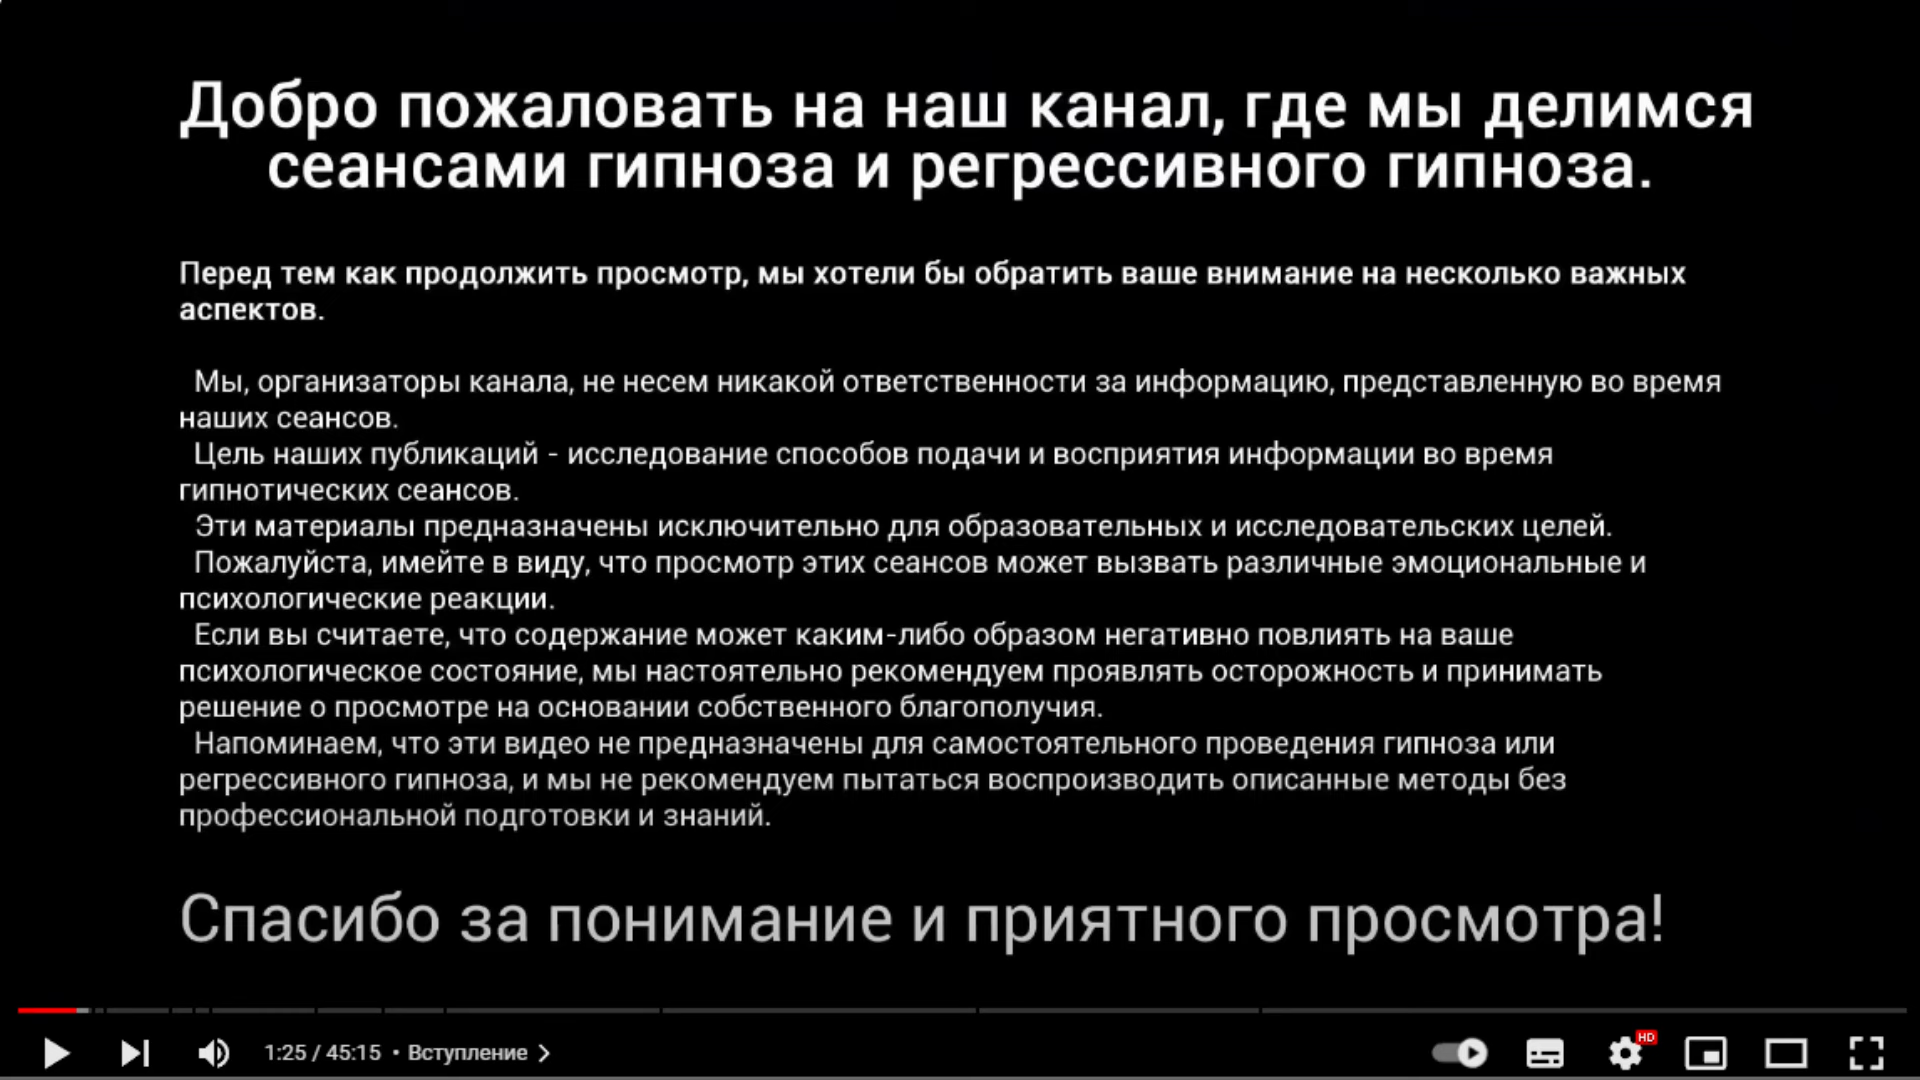 Добро пожаловать на наш канал, где мы делимся
сеансами гипноза и регрессивного гипноза.
Перед тем как продолжить просмотр, мы хотели бы обратить ваше внимание на несколько важных
аспектов.
Мы, организаторы канала, не несем никакой ответственности за информацию, представленную во время
наших сеансов.
Цель наших публикаций - исследование способов подачи и восприятия информации во время
гипнотических сеансов.
Эти материалы предназначены исключительно для образовательных и исследовательских целей.
Пожалуйста, имейте в виду, что просмотр этих сеансов может вызвать различные эмоциональные и
психологические реакции.
Если вы считаете, что содержание может каким-либо образом негативно повлиять на ваше
психологическое состояние, мы настоятельно рекомендуем проявлять осторожность и принимать
решение о просмотре на основании собственного благополучия.
Напоминаем, что эти видео не предназначены для самостоятельного проведения гипноза или
регрессивного гипноза, и мы не рекомендуем пытаться воспроизводить описанные методы без
профессиональной подготовки и знаний.
Спасибо за понимание и приятного просмотра!
1:25 / 45:15 • Вступление
HD